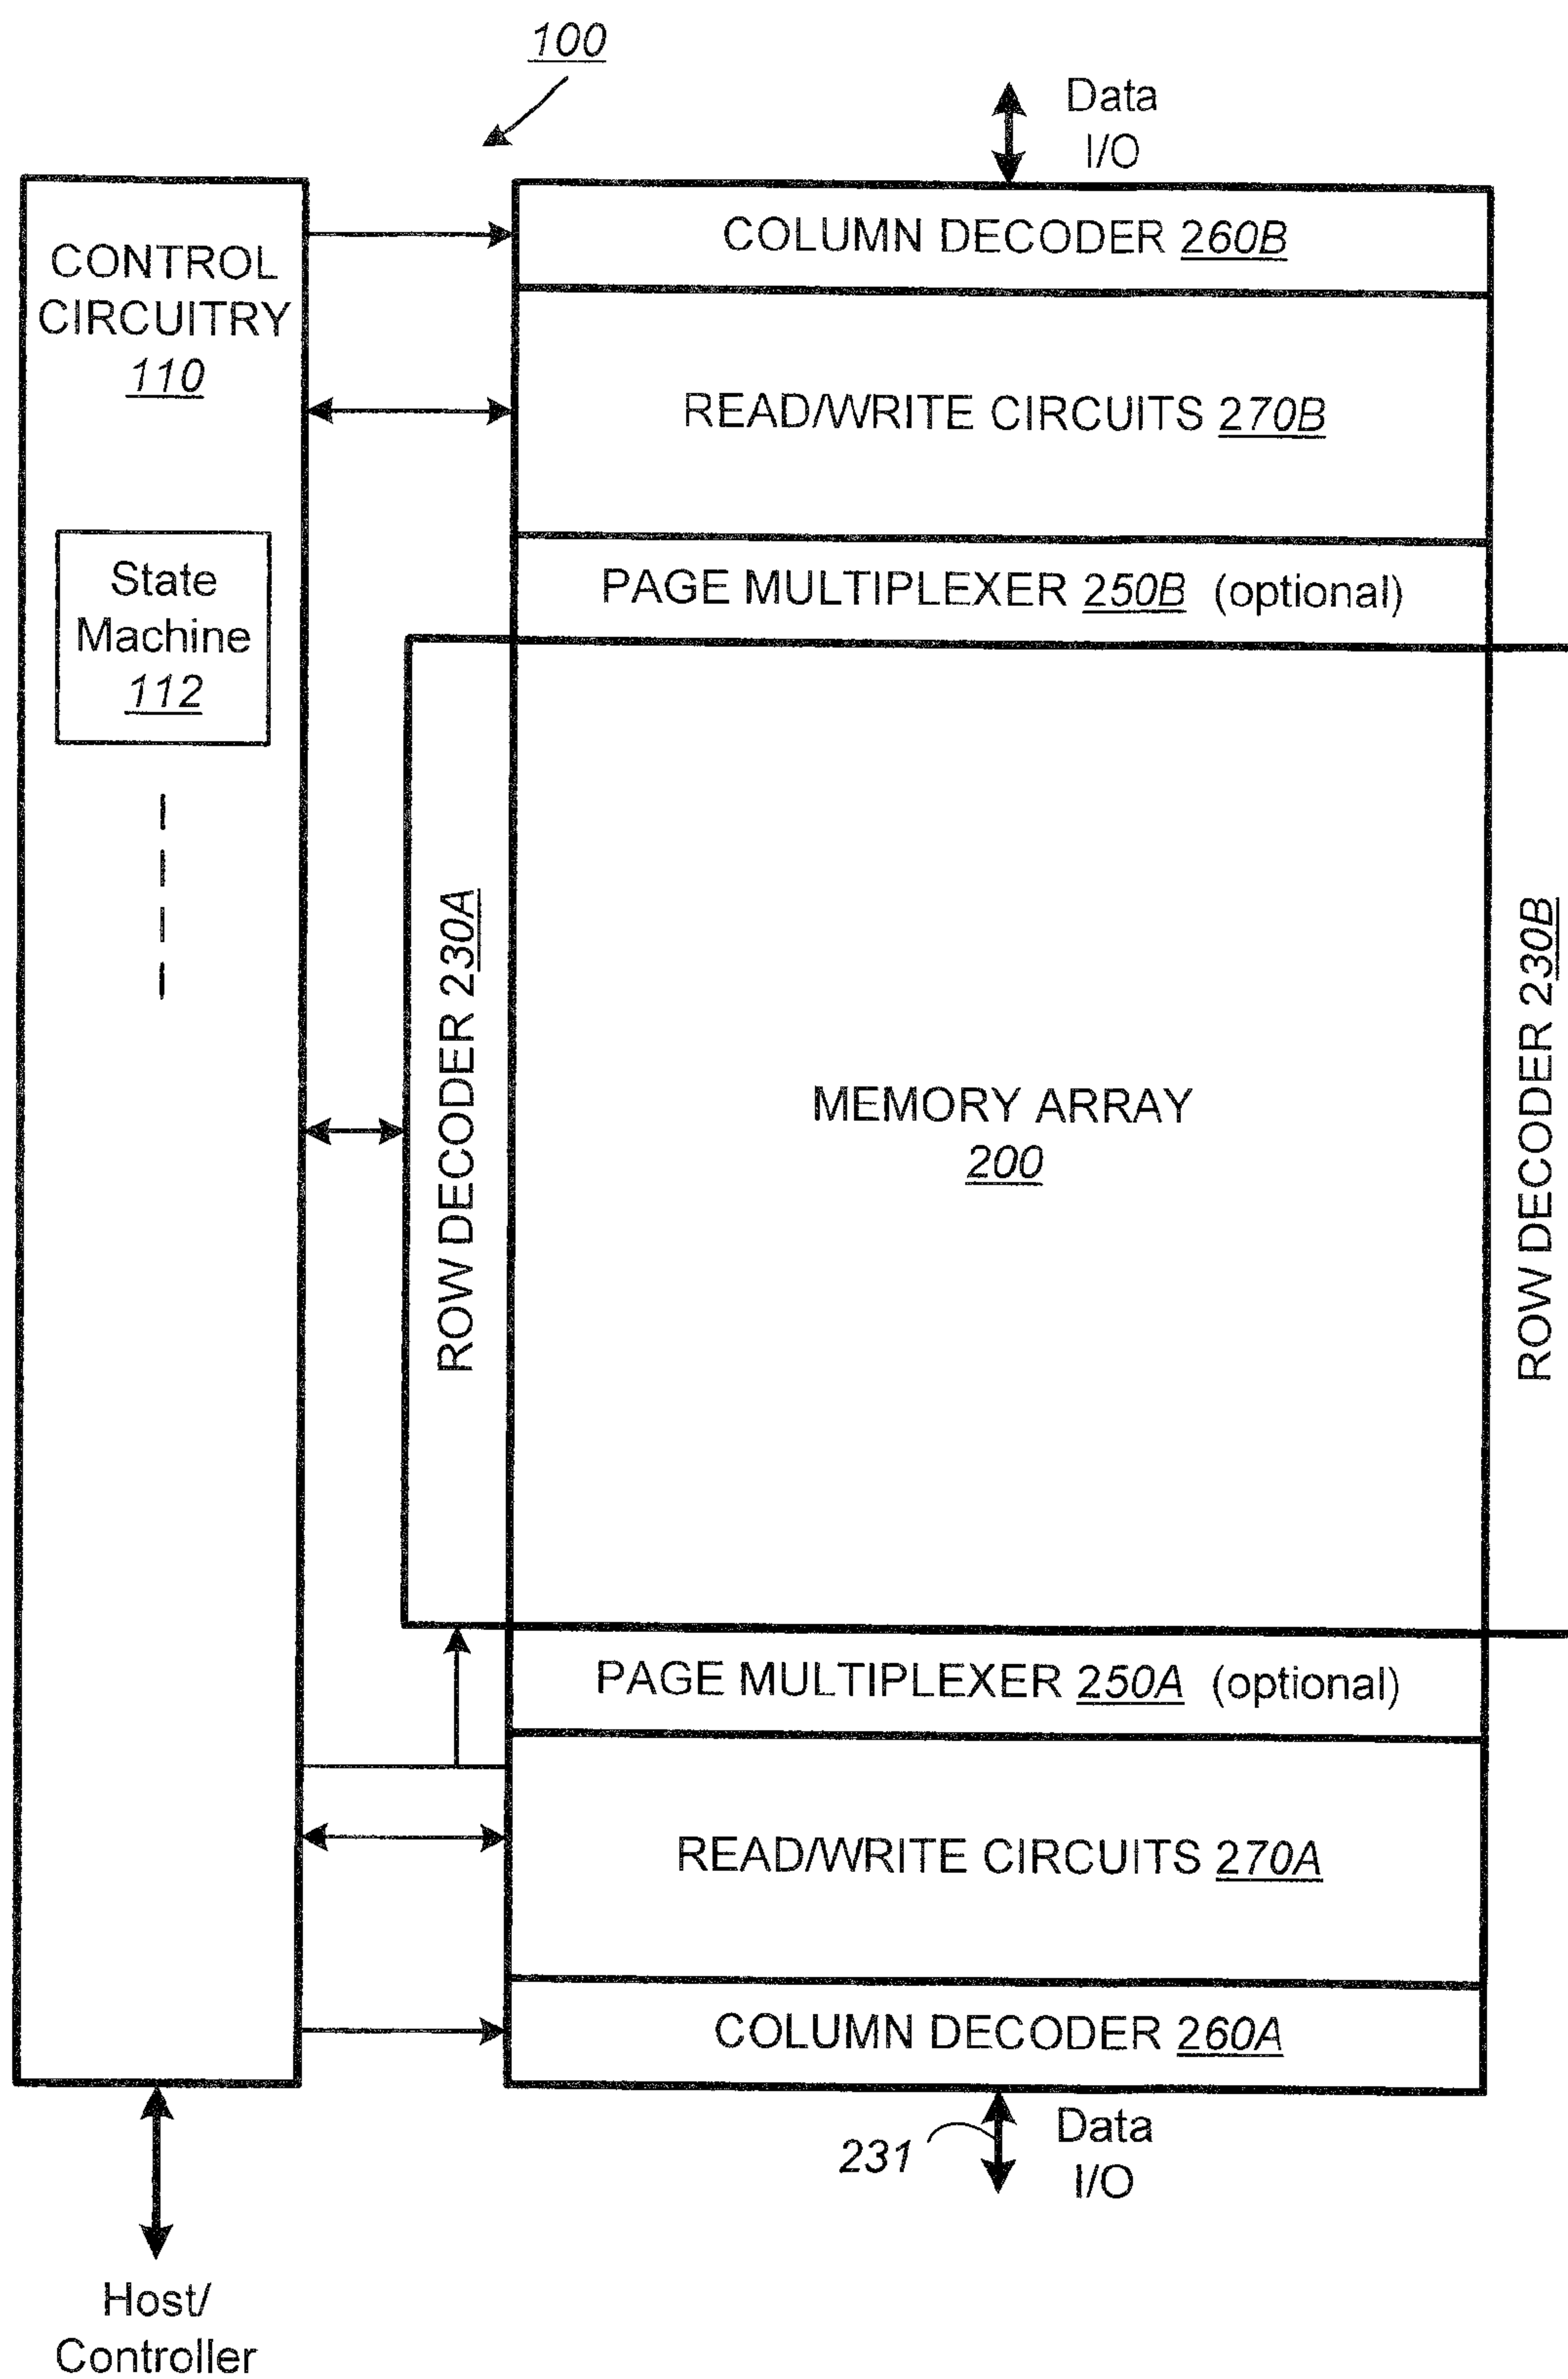 100
Data
I/O
CONTROL
CIRCUITRY
110
COLUMN DECODER 260B
READ/WRITE CIRCUITS 270B
State
Machine
112
PAGE MULTIPLEXER 250B (optional)
ROW DECODER 230A
MEMORY ARRAY
200
ROW DECODER 230B
PAGE MULTIPLEXER 250A (optional)
READ/WRITE CIRCUITS 270A
COLUMN DECODER 260A
231
Data
I/O
Host/
Controller